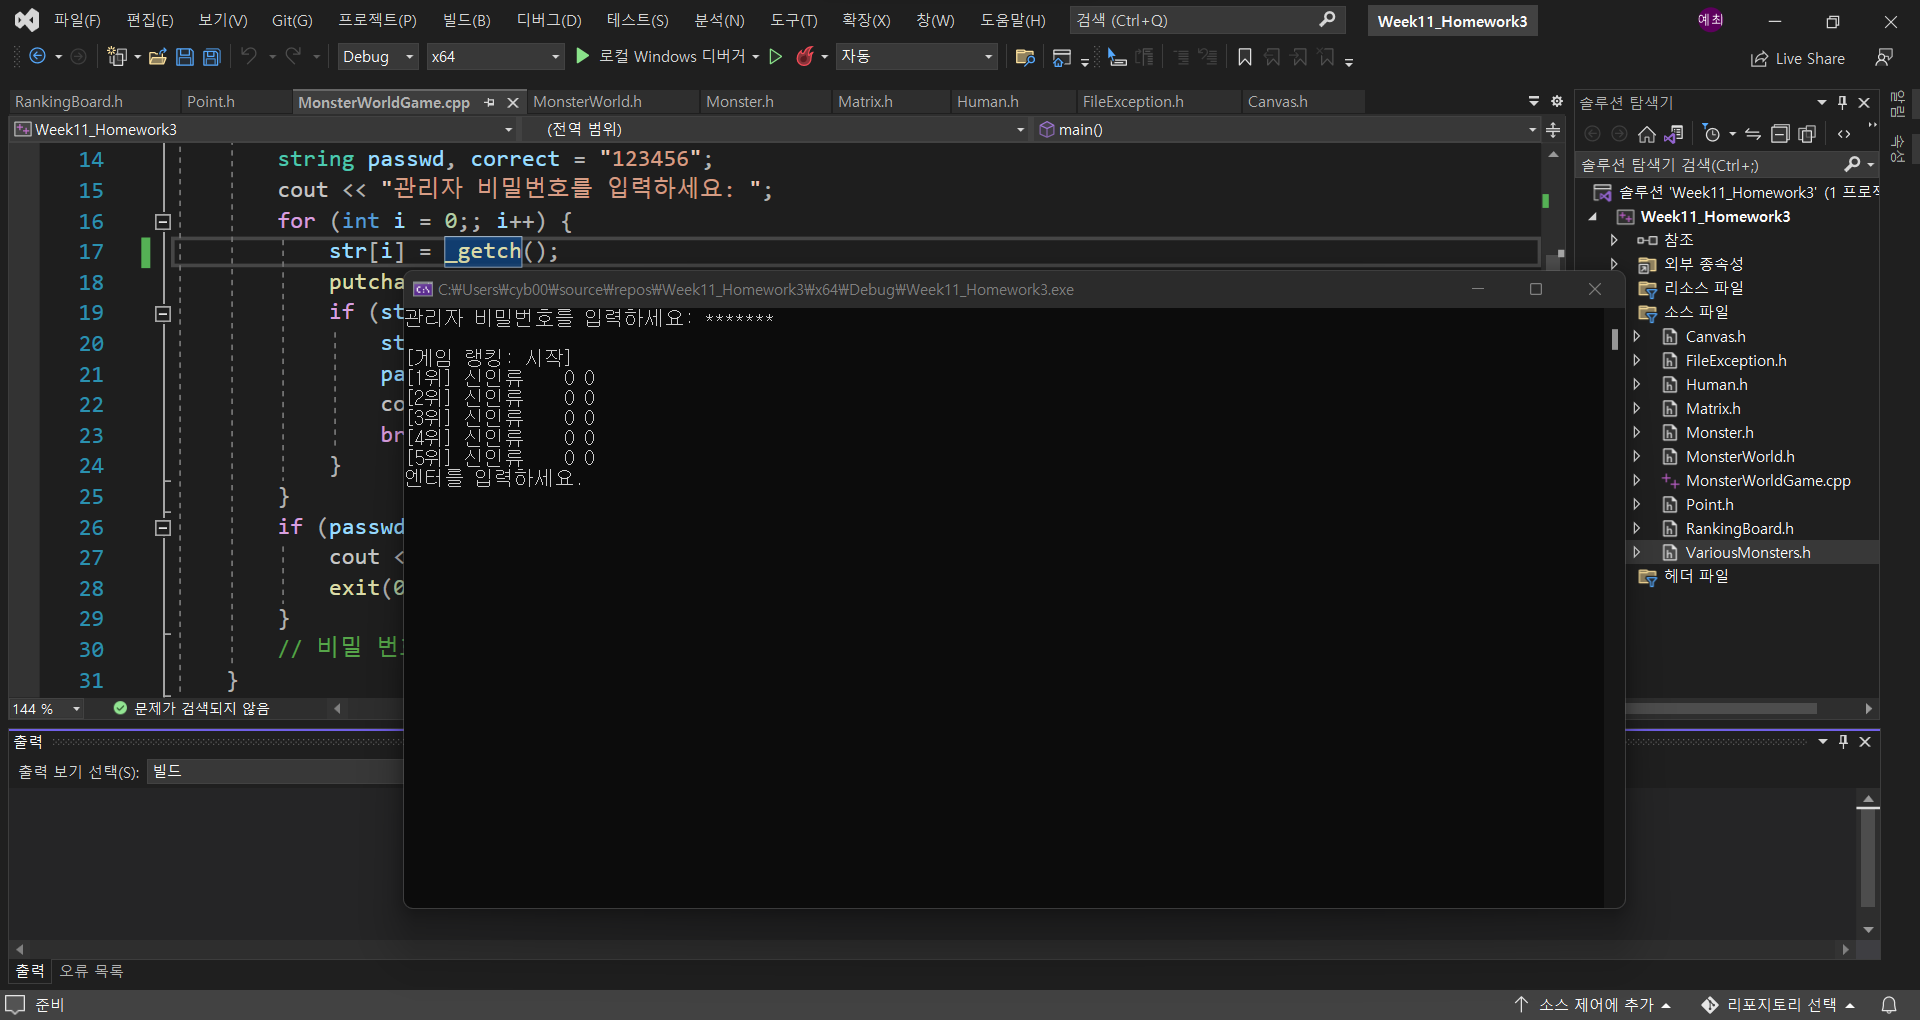 파일(F) 편집(E) 보기(V) Git(G) 프로젝트(P) 빌드(B) 디버그(D) 테스트(S) 분석(N) 도구(T) 확장(X) 창(W) 도움말(H) 검색 (Ctrl+Q) Week11_Homework3 예최
Debug x64 로컬 Windows 디버거 자동 Live Share
RankingBoard.h Point.h MonsterWorldGame.cpp MonsterWorld.h Monster.h Matrix.h Human.h FileException.h Canvas.h
Week11_Homework3 (전역 범위) main()
14 string passwd, correct = "123456";
15 cout << "관리자 비밀번호를 입력하세요: ";
16 for (int i = 0;; i++) {
17 str[i] = _getch();
18 putcha
19 if (st
20 st
21 pa
22 co
23 br
24 }
25 }
26 if (passwd
27 cout <
28 exit(0
29 }
30 // 비밀 번
31 }
144 % 문제가 검색되지 않음
C:\Users\cyb00\source\repos\Week11_Homework3\x64\Debug\Week11_Homework3.exe
관리자 비밀번호를 입력하세요: *******
[게임 랭킹: 시작]
[1위] 신인류 0 0
[2위] 신인류 0 0
[3위] 신인류 0 0
[4위] 신인류 0 0
[5위] 신인류 0 0
엔터를 입력하세요.
솔루션 탐색기
솔루션 탐색기 검색(Ctrl+;)
솔루션 'Week11_Homework3' (1 프로젝
Week11_Homework3
참조
외부 종속성
리소스 파일
소스 파일
Canvas.h
FileException.h
Human.h
Matrix.h
Monster.h
MonsterWorld.h
MonsterWorldGame.cpp
Point.h
RankingBoard.h
VariousMonsters.h
헤더 파일
알림
속성
출력
출력 보기 선택(S): 빌드
출력 오류 목록
준비 소스 제어에 추가 리포지토리 선택